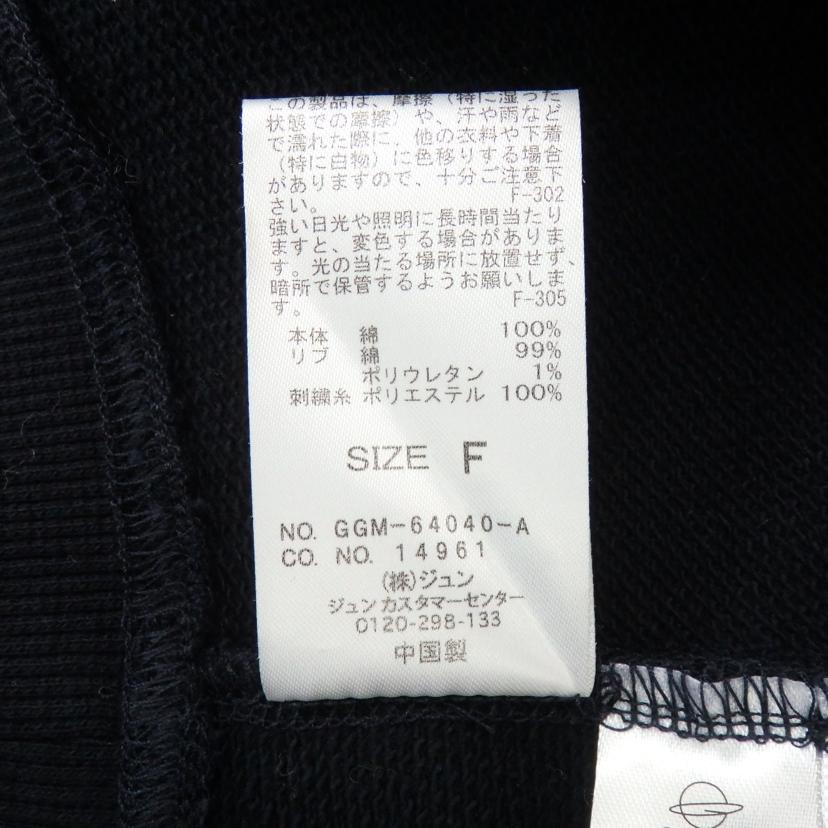 この製品は、摩擦（特に湿った
状態での摩擦）や、汗や雨など
で濡れた際に、他の衣料や下着
（特に白物）に色移りする場合
がありますので、十分ご注意下
さい。
F-302
強い日光や照明に長時間当たり
ますと、変色する場合がありま
す。光の当たる場所に放置せず、
暗所で保管するようお願いしま
す。
F-305
本体 綿 100%
リブ 綿 99%
ポリウレタン 1%
刺繍糸 ポリエステル 100%
SIZE F
NO. GGM-64040-A
CO. NO. 14961
(株)ジュン
ジュンカスタマーセンター
0120-298-133
中国製